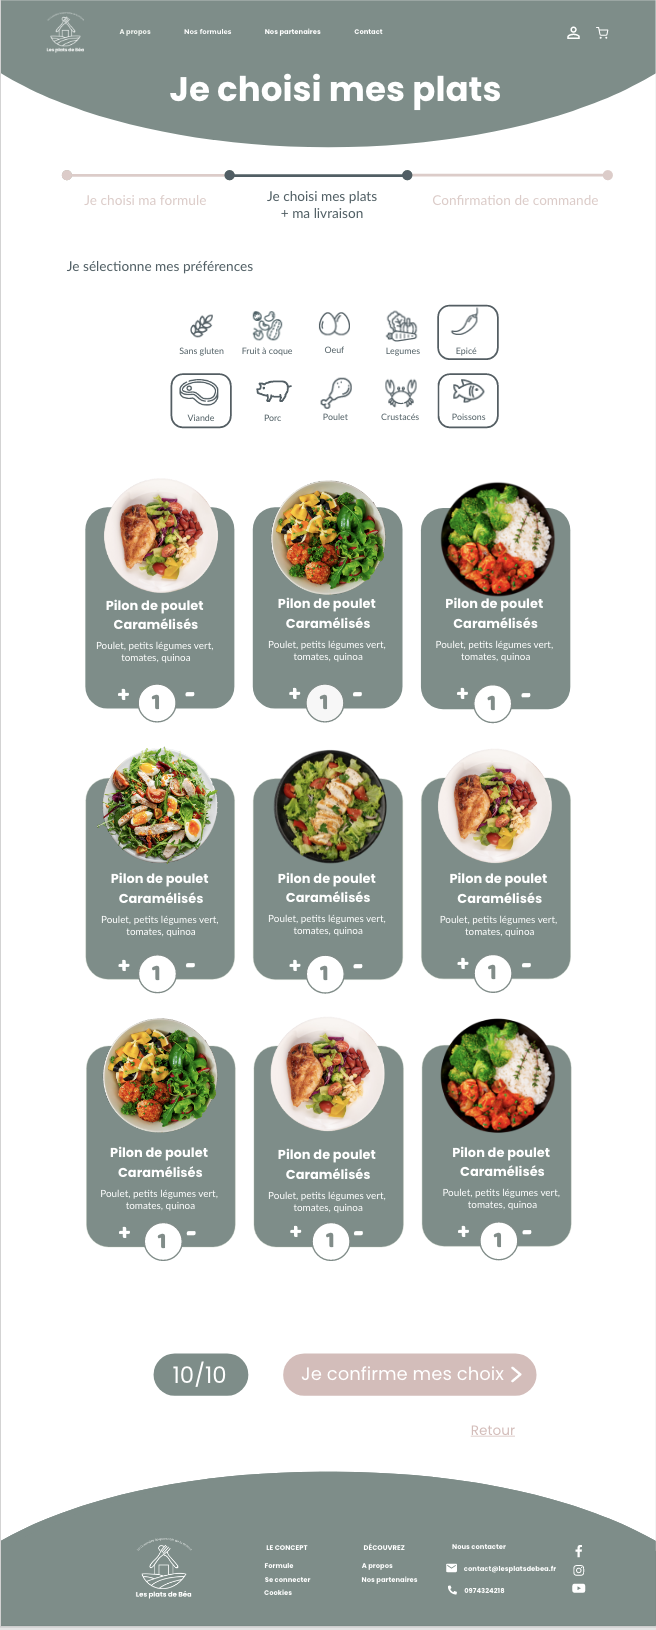 A propos
Nos formules
Nos partenaires
Contact
Les plats de Béa
Je choisi mes plats
Je choisi ma formule
Je choisi mes plats
+ ma livraison
Confirmation de commande
Je sélectionne mes préférences
Sans gluten
Fruit à coque
Oeuf
Legumes
Epicé
Viande
Porc
Poulet
Crustacés
Poissons
Pilon de poulet
Caramélisés
Poulet, petits légumes vert,
tomates, quinoa
+ 1 -
Pilon de poulet
Caramélisés
Poulet, petits légumes vert,
tomates, quinoa
+ 1 -
Pilon de poulet
Caramélisés
Poulet, petits légumes vert,
tomates, quinoa
+ 1 -
Pilon de poulet
Caramélisés
Poulet, petits légumes vert,
tomates, quinoa
+ 1 -
Pilon de poulet
Caramélisés
Poulet, petits légumes vert,
tomates, quinoa
+ 1 -
Pilon de poulet
Caramélisés
Poulet, petits légumes vert,
tomates, quinoa
+ 1 -
Pilon de poulet
Caramélisés
Poulet, petits légumes vert,
tomates, quinoa
+ 1 -
Pilon de poulet
Caramélisés
Poulet, petits légumes vert,
tomates, quinoa
+ 1 -
Pilon de poulet
Caramélisés
Poulet, petits légumes vert,
tomates, quinoa
+ 1 -
10/10
Je confirme mes choix >
Retour
Les plats de Béa
LE CONCEPT
Formule
Se connecter
Cookies
DÉCOUVREZ
A propos
Nos partenaires
Nous contacter
contact@lesplatsdebea.fr
0974324218